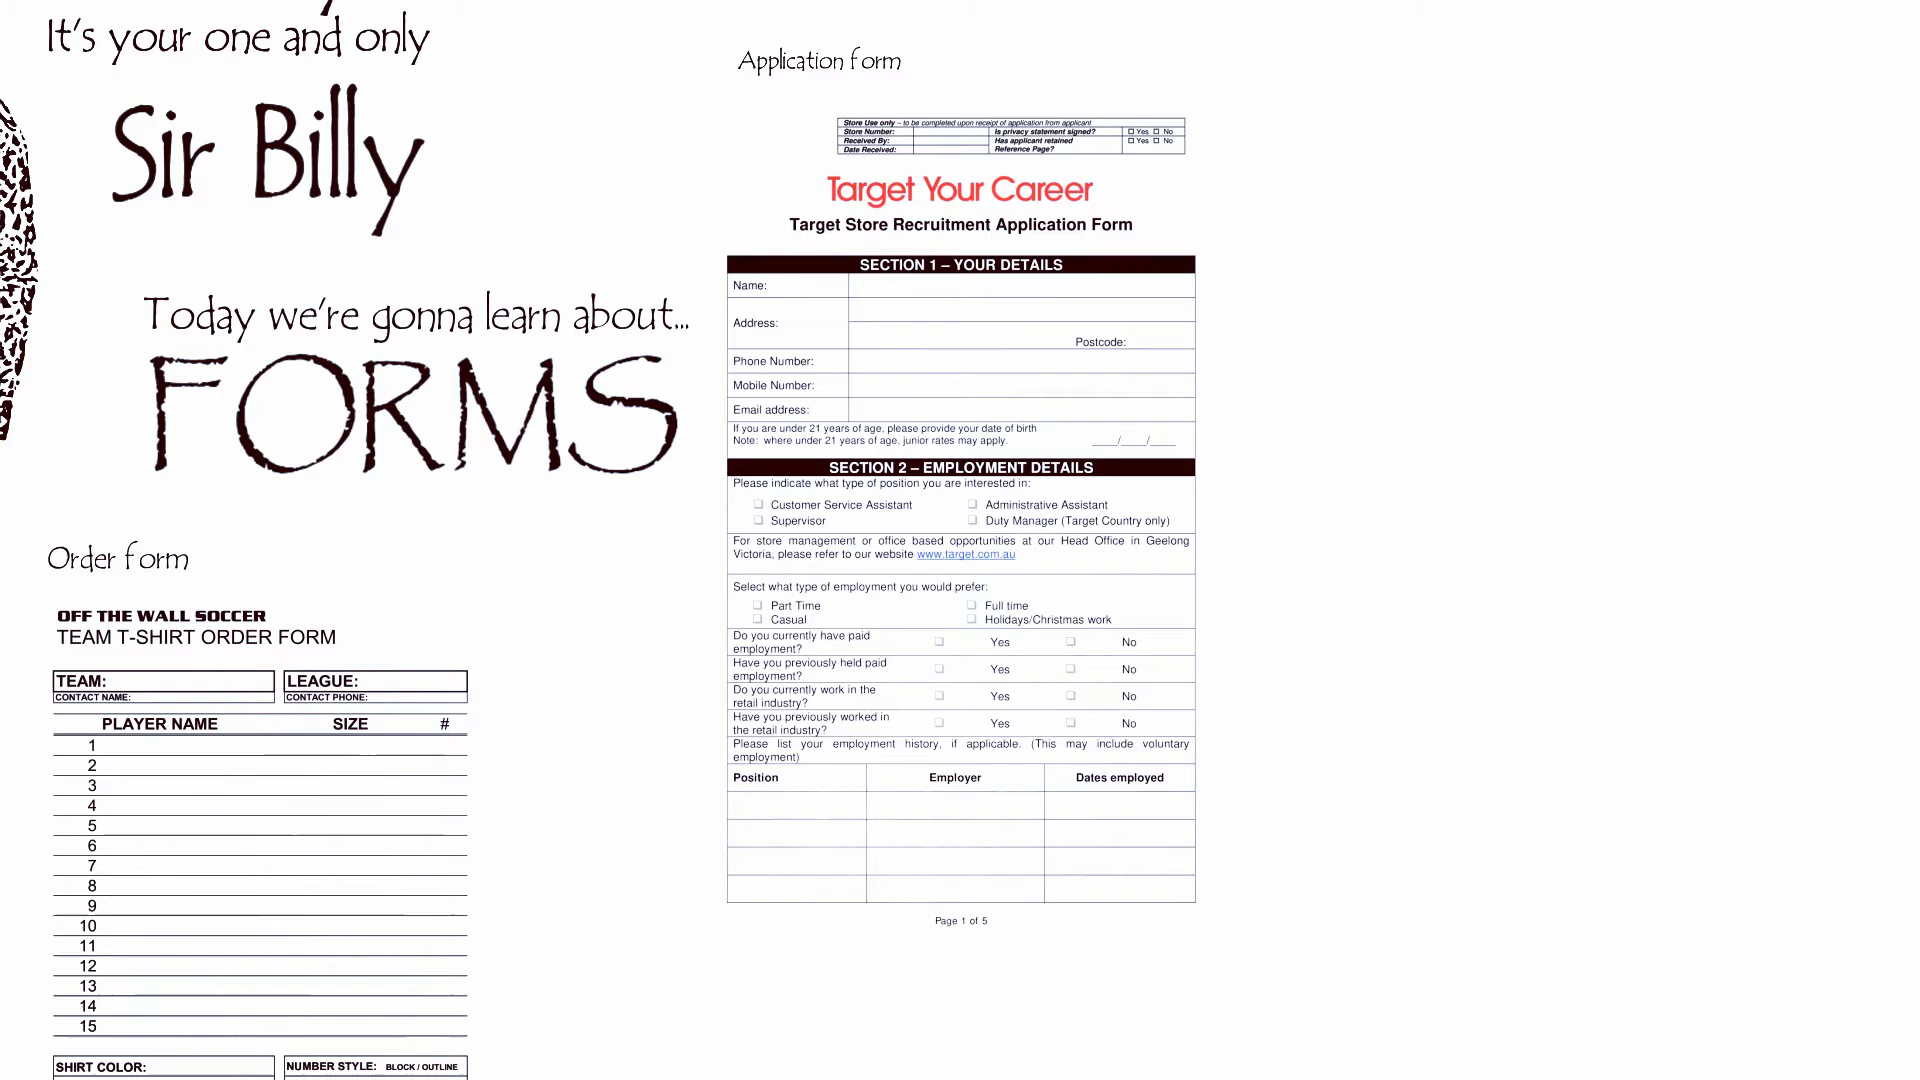 It's your one and only
Sir Billy
Today we're gonna learn about...
FORMS
Order form
OFF THE WALL SOCCER
TEAM T-SHIRT ORDER FORM
TEAM: LEAGUE:
CONTACT NAME: CONTACT PHONE:
PLAYER NAME SIZE #
1
2
3
4
5
6
7
8
9
10
11
12
13
14
15
SHIRT COLOR: NUMBER STYLE: BLOCK / OUTLINE
Application form
Store Use only – to be completed upon receipt of application from applicant
Store Number: Is privacy statement signed? Yes No
Received By: Has applicant retained Yes No
Date Received: Reference Page?
Target Your Career
Target Store Recruitment Application Form
SECTION 1 – YOUR DETAILS
Name:
Address:
Postcode:
Phone Number:
Mobile Number:
Email address:
If you are under 21 years of age, please provide your date of birth
Note: where under 21 years of age, junior rates may apply. ____/____/____
SECTION 2 – EMPLOYMENT DETAILS
Please indicate what type of position you are interested in:
Customer Service Assistant Administrative Assistant
Supervisor Duty Manager (Target Country only)
For store management or office based opportunities at our Head Office in Geelong
Victoria, please refer to our website www.target.com.au
Select what type of employment you would prefer:
Part Time Full time
Casual Holidays/Christmas work
Do you currently have paid
employment? Yes No
Have you previously held paid
employment? Yes No
Do you currently work in the
retail industry? Yes No
Have you previously worked in
the retail industry? Yes No
Please list your employment history, if applicable. (This may include voluntary
employment)
Position Employer Dates employed
Page 1 of 5